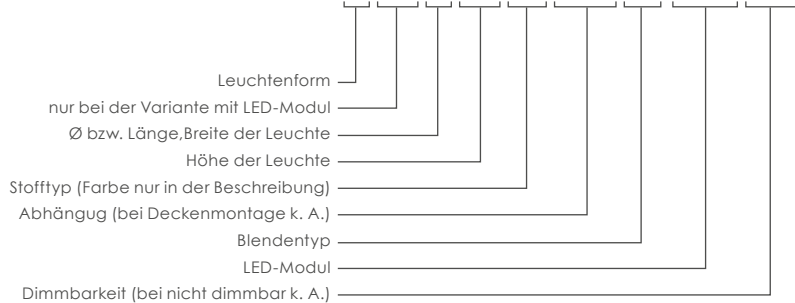 Leuchtenform
nur bei der Variante mit LED-Modul
Ø bzw. Länge,Breite der Leuchte
Höhe der Leuchte
Stofftyp (Farbe nur in der Beschreibung)
Abhängug (bei Deckenmontage k. A.)
Blendentyp
LED-Modul
Dimmbarkeit (bei nicht dimmbar k. A.)